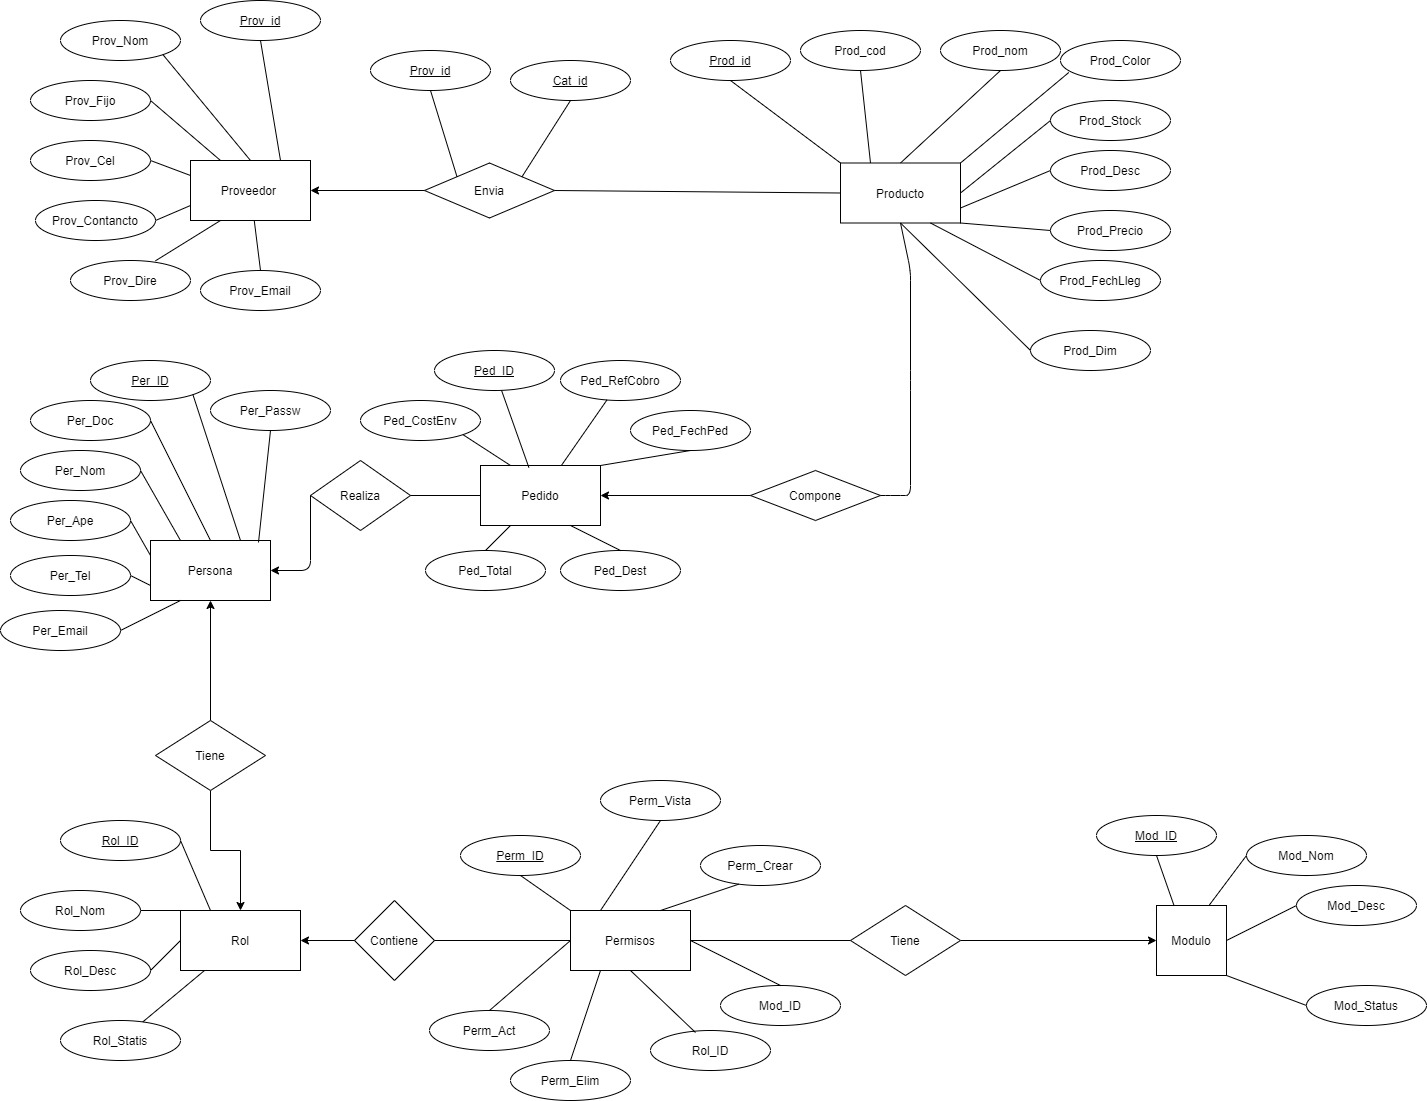 Prov_id
Prov_Nom
Prov_Fijo
Prov_Cel
Prov_Contancto
Prov_Dire
Prov_Email
Proveedor
Prov_id
Cat_id
Envia
Prod_id
Prod_cod
Prod_nom
Prod_Color
Prod_Stock
Prod_Desc
Prod_Precio
Prod_FechLleg
Prod_Dim
Producto
Per_ID
Per_Passw
Per_Doc
Per_Nom
Per_Ape
Per_Tel
Per_Email
Persona
Realiza
Ped_ID
Ped_RefCobro
Ped_CostEnv
Ped_FechPed
Pedido
Ped_Total
Ped_Dest
Compone
Tiene
Rol_ID
Rol_Nom
Rol_Desc
Rol_Statis
Rol
Contiene
Perm_Vista
Perm_ID
Perm_Crear
Permisos
Perm_Act
Perm_Elim
Rol_ID
Mod_ID
Tiene
Mod_ID
Mod_Nom
Mod_Desc
Modulo
Mod_Status